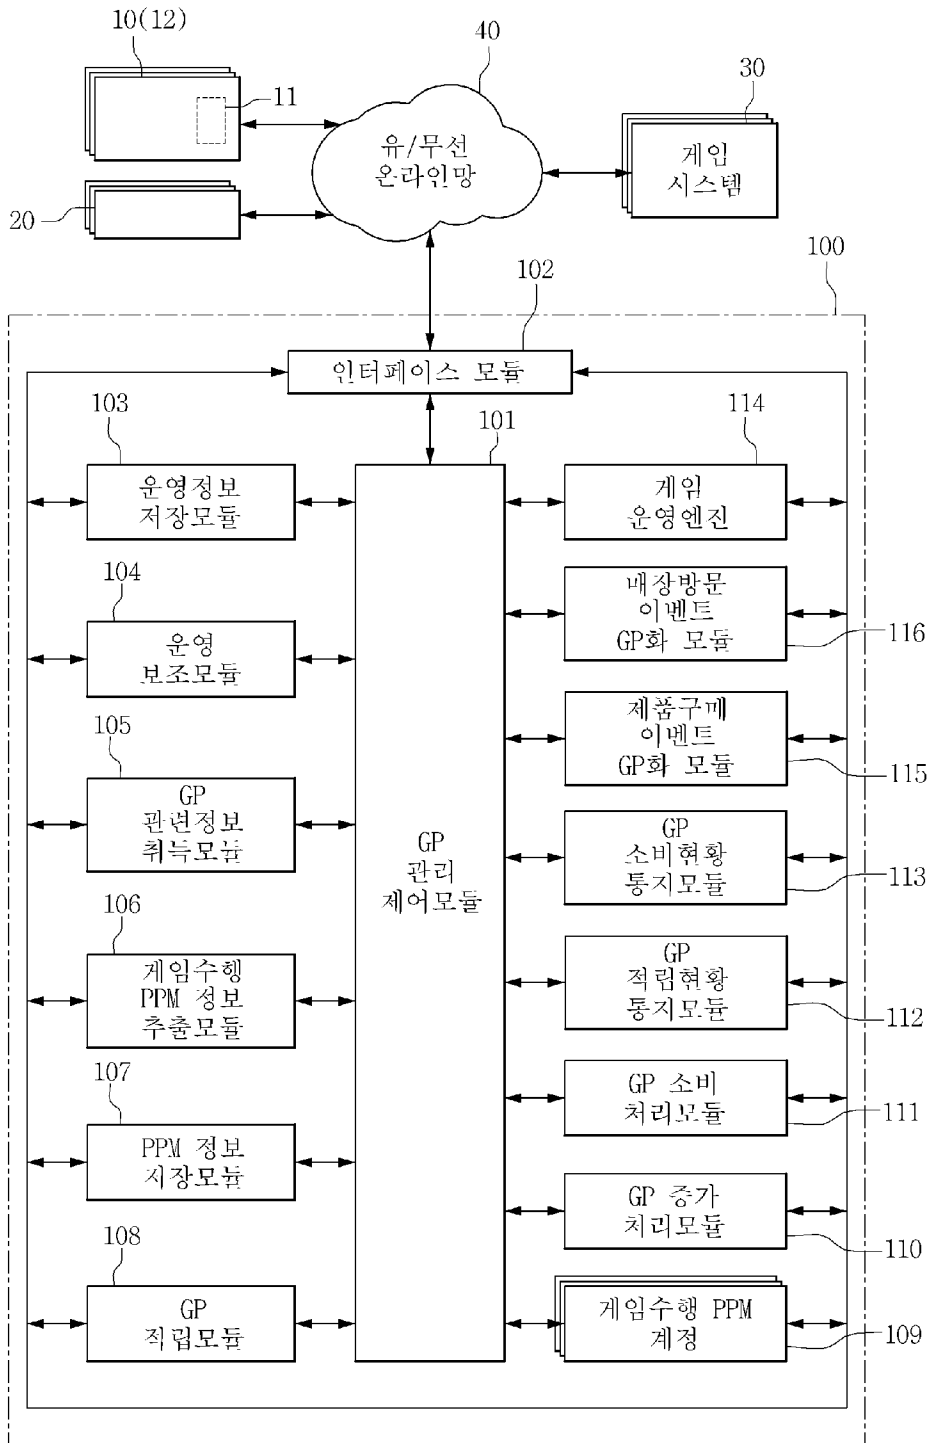 10(12)
11
20
40
유/무선
온라인망
30
게임
시스템
100
102
인터페이스 모듈
103
운영정보
저장모듈
101
GP
관리
제어모듈
114
게임
운영엔진
104
운영
보조모듈
매장방문
이벤트
GP화 모듈
116
105
GP
관련정보
취득모듈
제품구매
이벤트
GP화 모듈
115
GP
소비현황
통지모듈
113
106
게임수행
PPM 정보
추출모듈
GP
적립현황
통지모듈
112
107
PPM 정보
저장모듈
GP 소비
처리모듈
111
GP 증가
처리모듈
110
108
GP
적립모듈
게임수행 PPM
계정
109